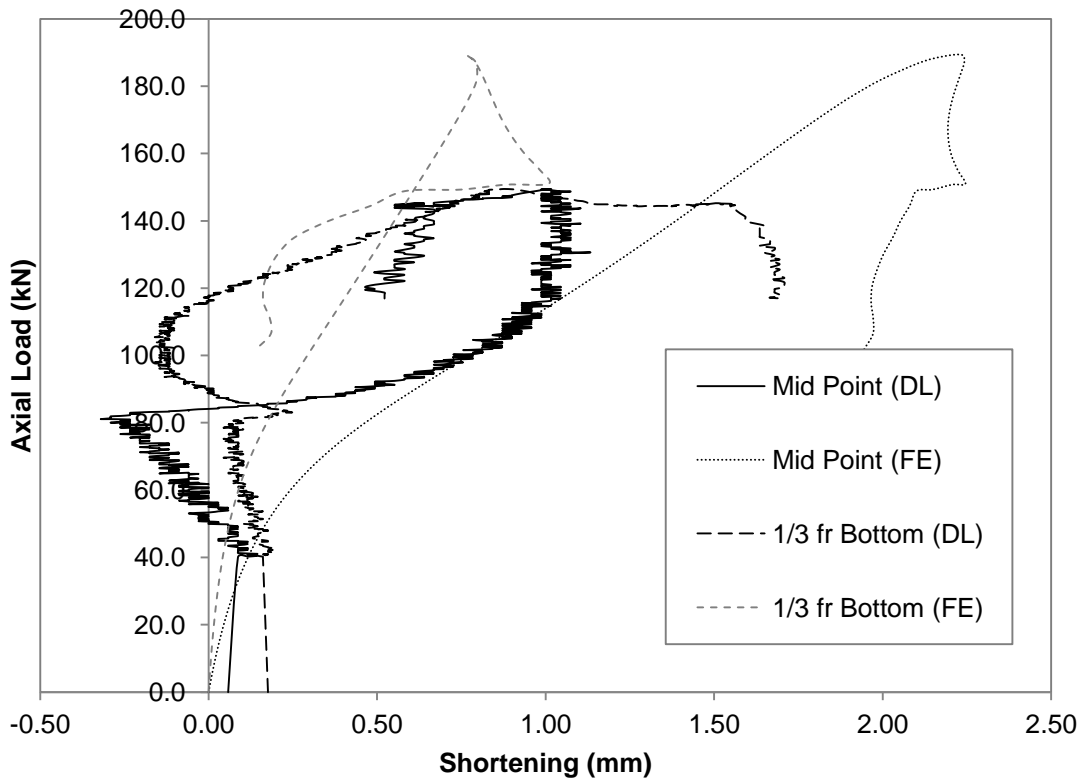 200.0
180.0
160.0
140.0
120.0
100.0
80.0
60.0
40.0
20.0
0.0
Axial Load (kN)
-0.50 0.00 0.50 1.00 1.50 2.00 2.50
Shortening (mm)
Mid Point (DL)
Mid Point (FE)
1/3 fr Bottom (DL)
1/3 fr Bottom (FE)